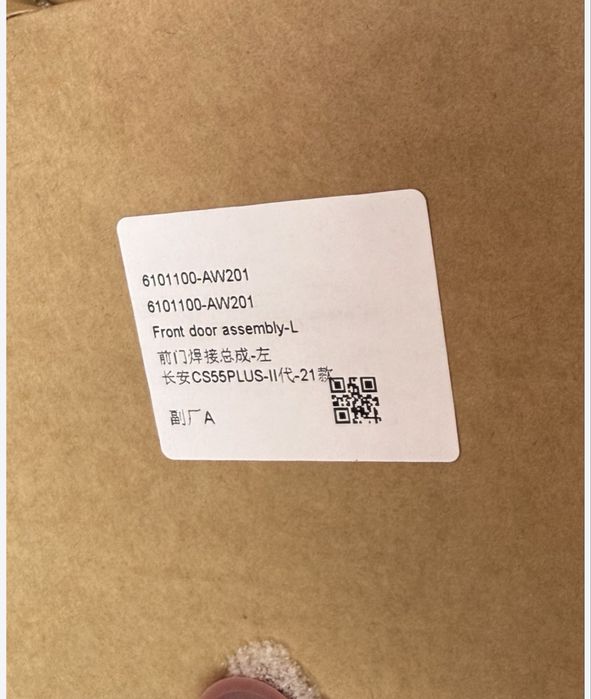 6101100-AW201
6101100-AW201
Front door assembly-L
前门焊接总成-左
长安CS55PLUS-II代-21款
副厂A